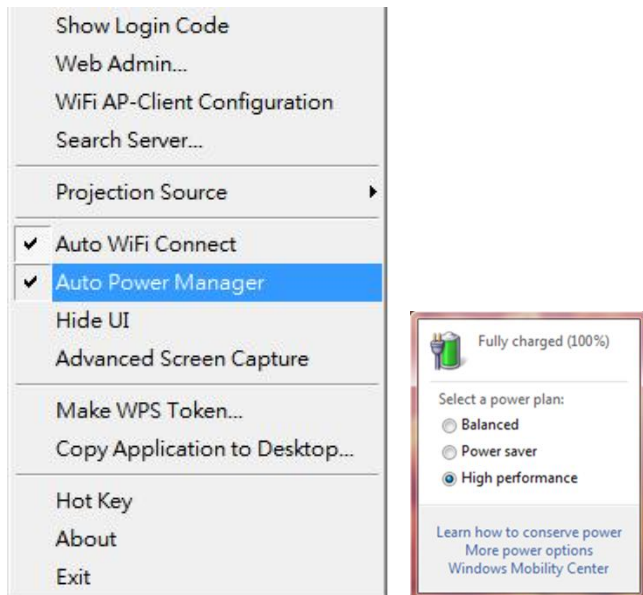 Show Login Code
Web Admin...
WiFi AP-Client Configuration
Search Server...
Projection Source
Auto WiFi Connect
Auto Power Manager
Hide UI
Advanced Screen Capture
Make WPS Token...
Copy Application to Desktop...
Hot Key
About
Exit
Fully charged (100%)
Select a power plan:
Balanced
Power saver
High performance
Learn how to conserve power
More power options
Windows Mobility Center